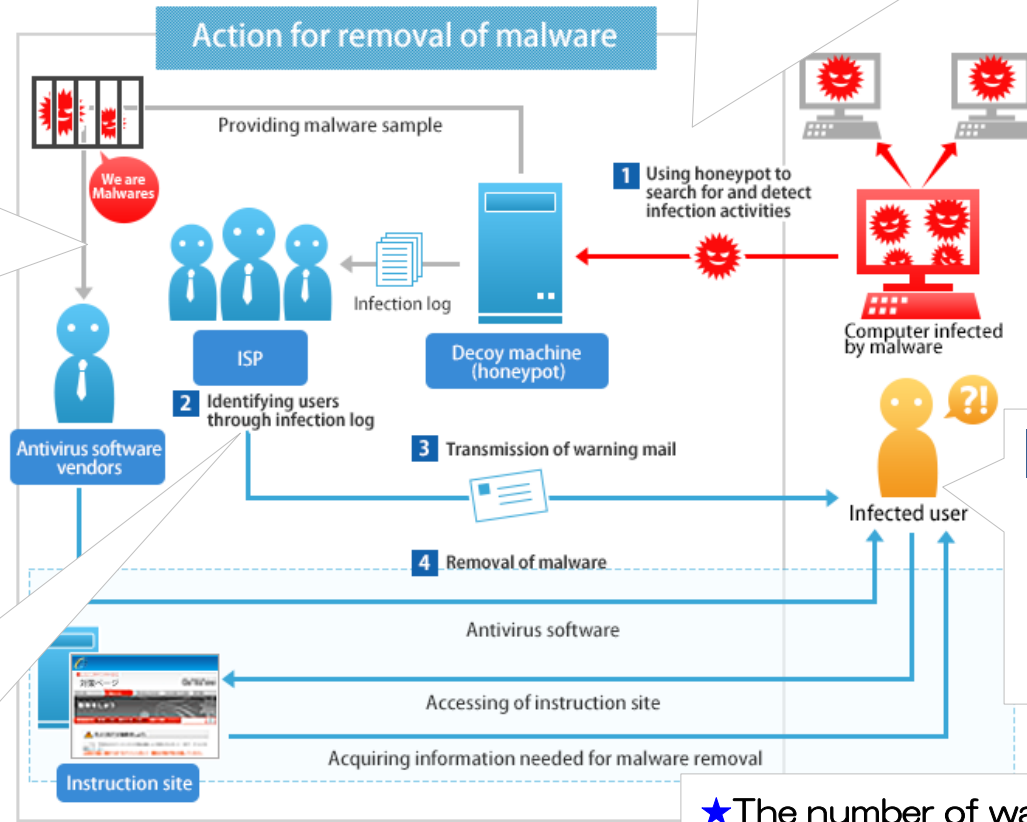 Action for removal of malware
Providing malware sample
We are
Malwares
1 Using honeypot to
search for and detect
infection activities
Infection log
Computer infected
by malware
ISP
Decoy machine
(honeypot)
2 Identifying users
through infection log
?!
Antivirus software
vendors
3 Transmission of warning mail
Infected user
4 Removal of malware
Antivirus software
対策ページ
Accessing of instruction site
Acquiring information needed for malware removal
Instruction site
★The number of wa